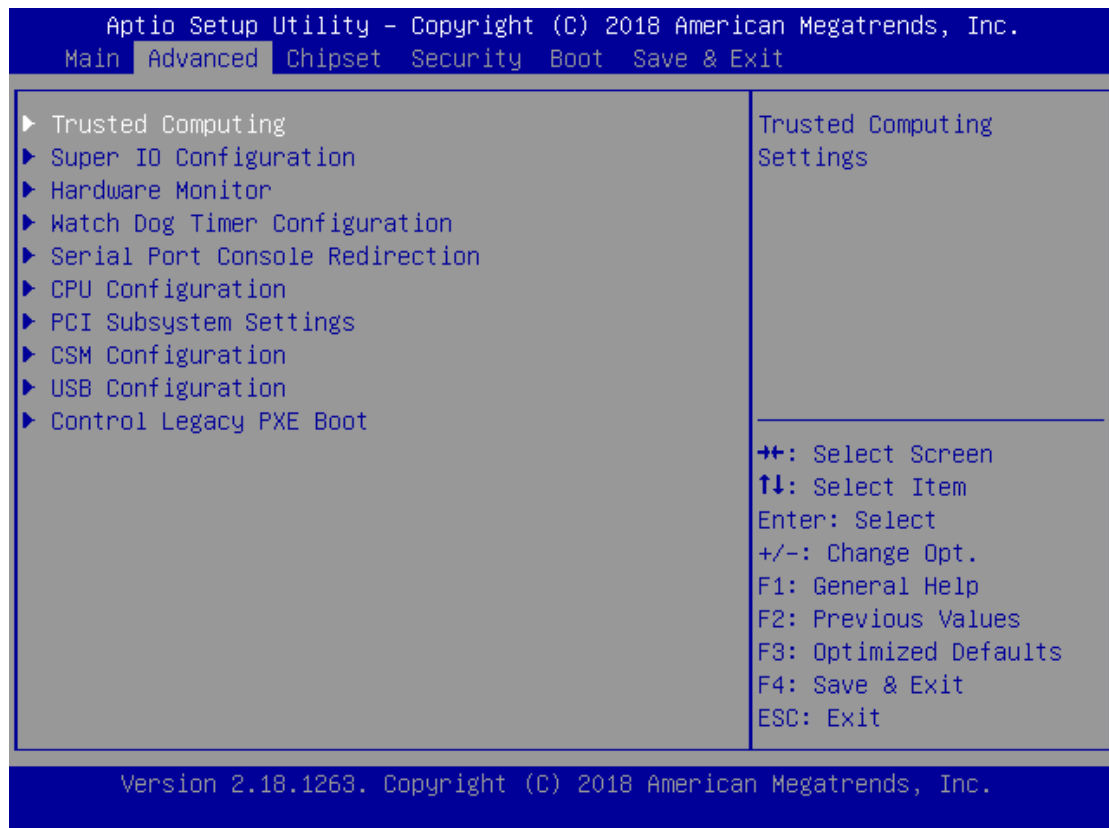 Aptio Setup Utility – Copyright (C) 2018 American Megatrends, Inc.
Main Advanced Chipset Security Boot Save & Exit
Trusted Computing
Super IO Configuration
Hardware Monitor
Watch Dog Timer Configuration
Serial Port Console Redirection
CPU Configuration
PCI Subsystem Settings
CSM Configuration
USB Configuration
Control Legacy PXE Boot
Trusted Computing
Settings
→←: Select Screen
↑↓: Select Item
Enter: Select
+/-: Change Opt.
F1: General Help
F2: Previous Values
F3: Optimized Defaults
F4: Save & Exit
ESC: Exit
Version 2.18.1263. Copyright (C) 2018 American Megatrends, Inc.